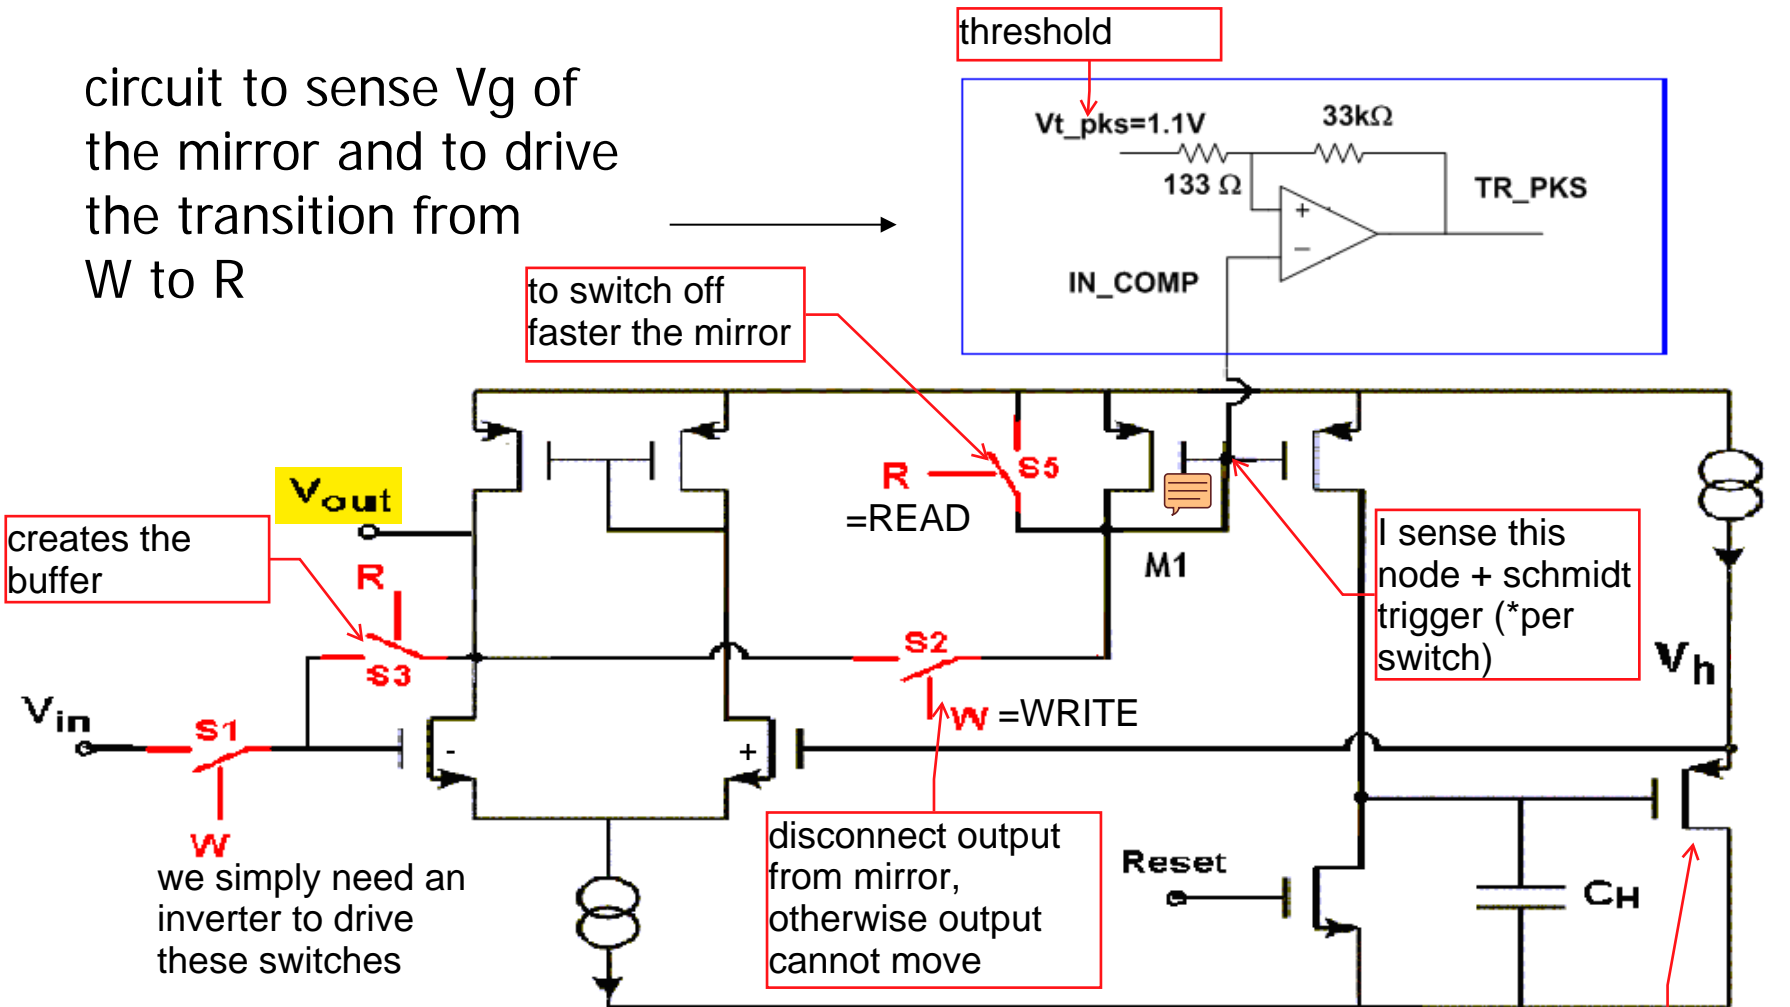 threshold
circuit to sense Vg of
the mirror and to drive
the transition from
W to R
Vt_pks=1.1V
33kΩ
133 Ω
TR_PKS
+
−
IN_COMP
to switch off
faster the mirror
Vout
R
S5
=READ
creates the
buffer
R
S3
M1
I sense this
node + schmidt
trigger (*per
switch)
S2
W =WRITE
Vh
Vin
S1
-
+
W
we simply need an
inverter to drive
these switches
disconnect output
from mirror,
otherwise output
cannot move
Reset
CH